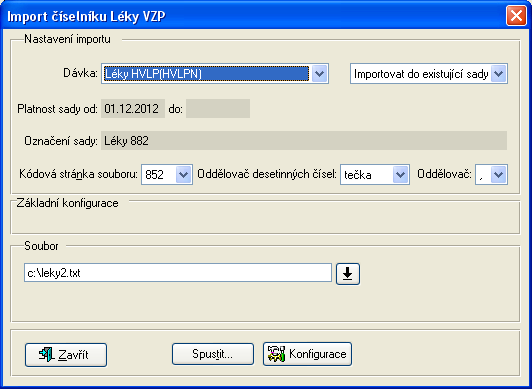 Import číselníku Léky VZP
Nastavení importu
Dávka: Léky HVLP(HVLPN) Importovat do existující sady
Platnost sady od: 01.12.2012 do:
Označení sady: Léky 882
Kódová stránka souboru: 852 Oddělovač desetinných čísel: tečka Oddělovač: ,
Základní konfigurace
Soubor
c:\leky2.txt
Zavřít Spustit... Konfigurace